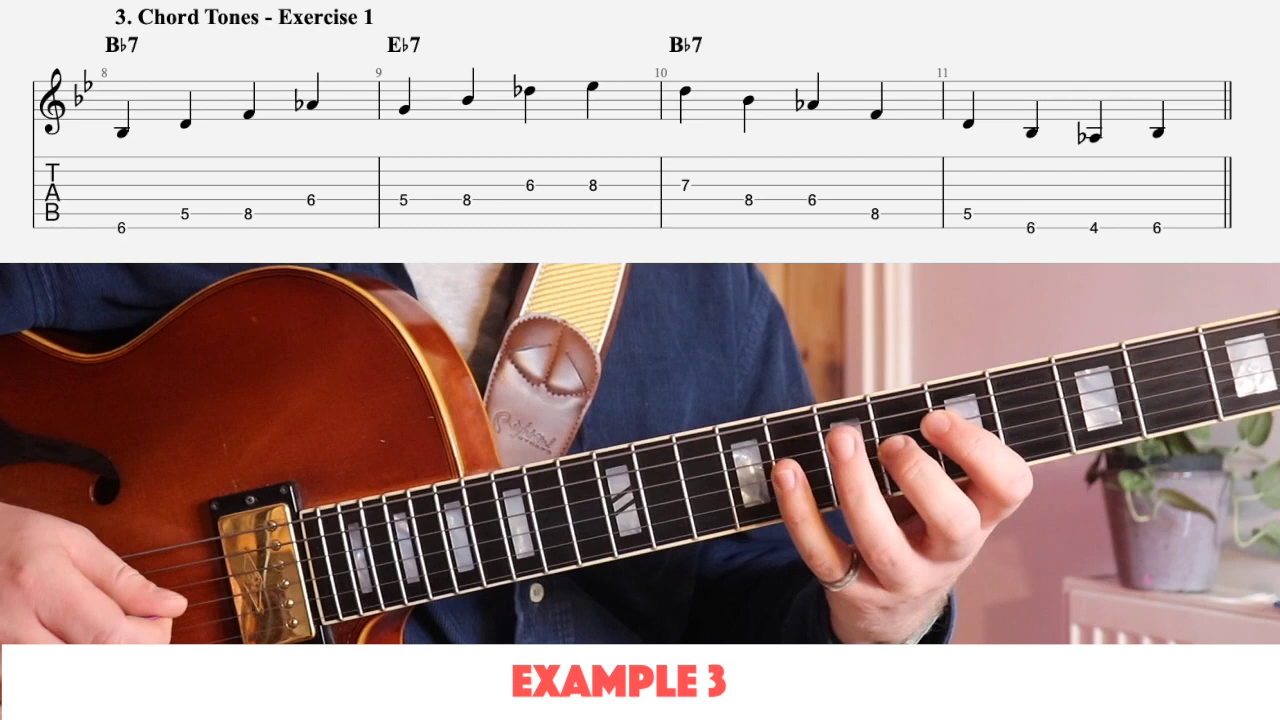 3. Chord Tones - Exercise 1
B♭7 E♭7 B♭7
8 9 10 11
T
A
B
6 5 8 6 5 8 6 8 7 8 6 8 5 6 4 6
EXAMPLE 3